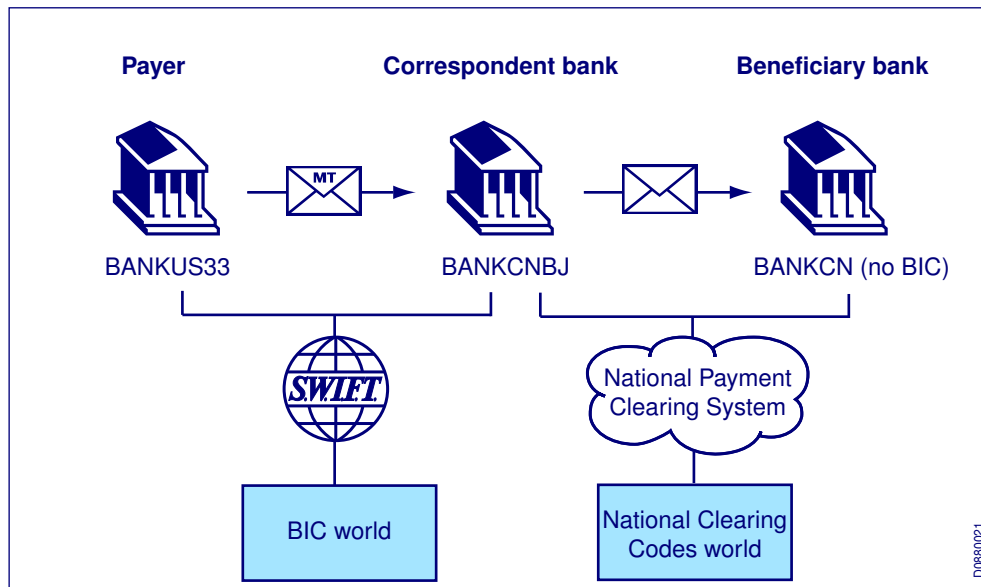 Payer
Correspondent bank
Beneficiary bank
MT
BANKUS33
BANKCNBJ
BANKCN (no BIC)
S.W.I.F.T.
National Payment
Clearing System
BIC world
National Clearing
Codes world
D0880021